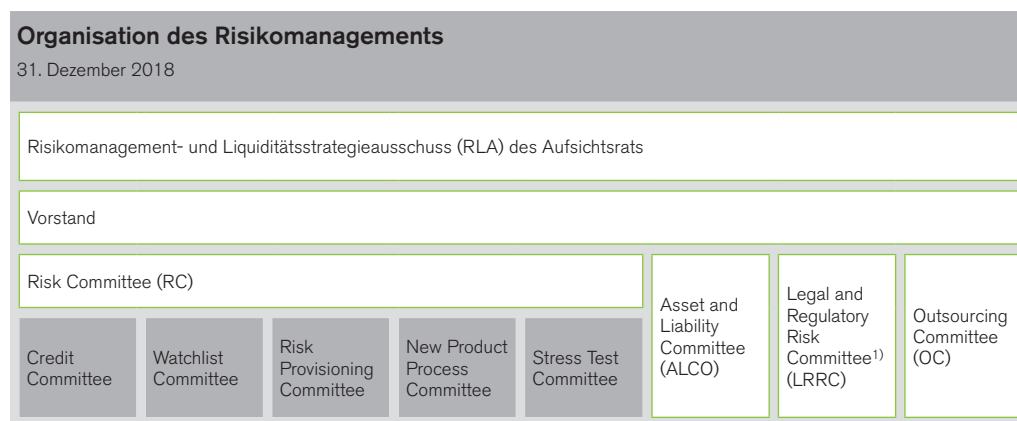 Organisation des Risikomanagements
31. Dezember 2018
Risikomanagement- und Liquiditätsstrategieausschuss (RLA) des Aufsichtsrats
Vorstand
Risk Committee (RC)
Credit
Committee
Watchlist
Committee
Risk
Provisioning
Committee
New Product
Process
Committee
Stress Test
Committee
Asset and
Liability
Committee
(ALCO)
Legal and
Regulatory
Risk
Committee¹⁾
(LRRC)
Outsourcing
Committee
(OC)